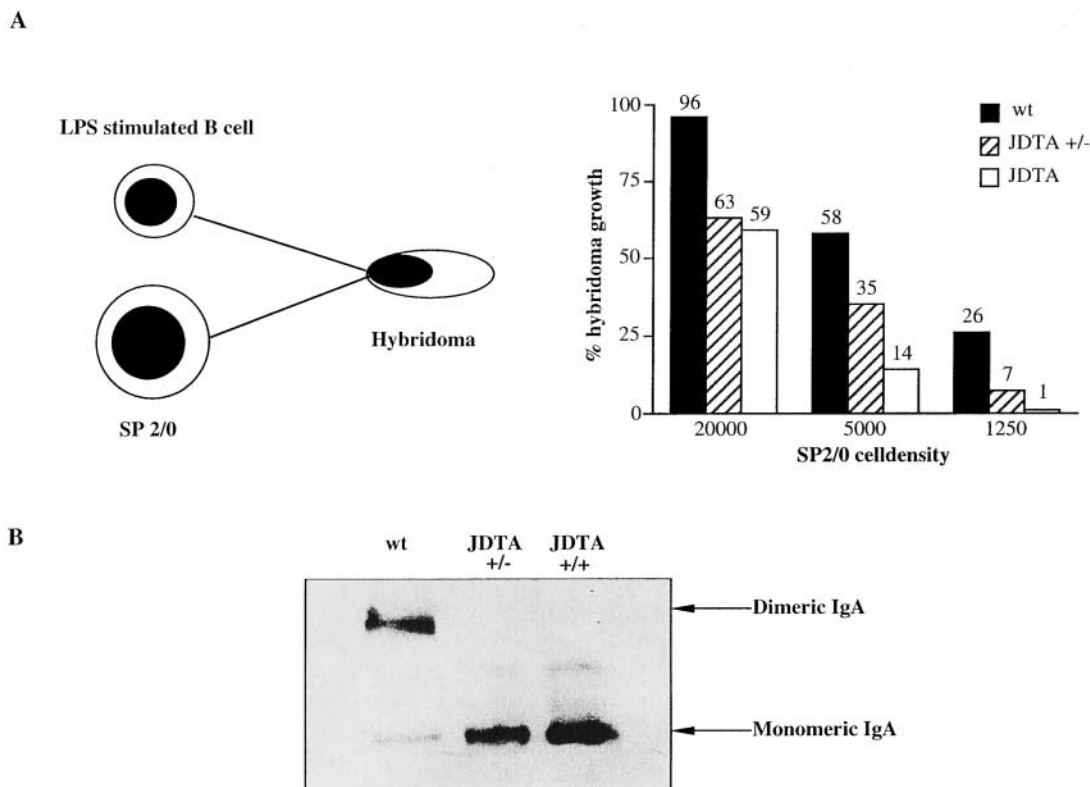 A
LPS stimulated B cell
SP 2/0
Hybridoma
% hybridoma growth
100
75
50
25
0
96
63
59
58
35
14
26
7
1
20000
5000
1250
SP2/0 celldensity
wt
JDTA +/-
JDTA
B
wt
JDTA
+/-
JDTA
+/+
Dimeric IgA
Monomeric IgA